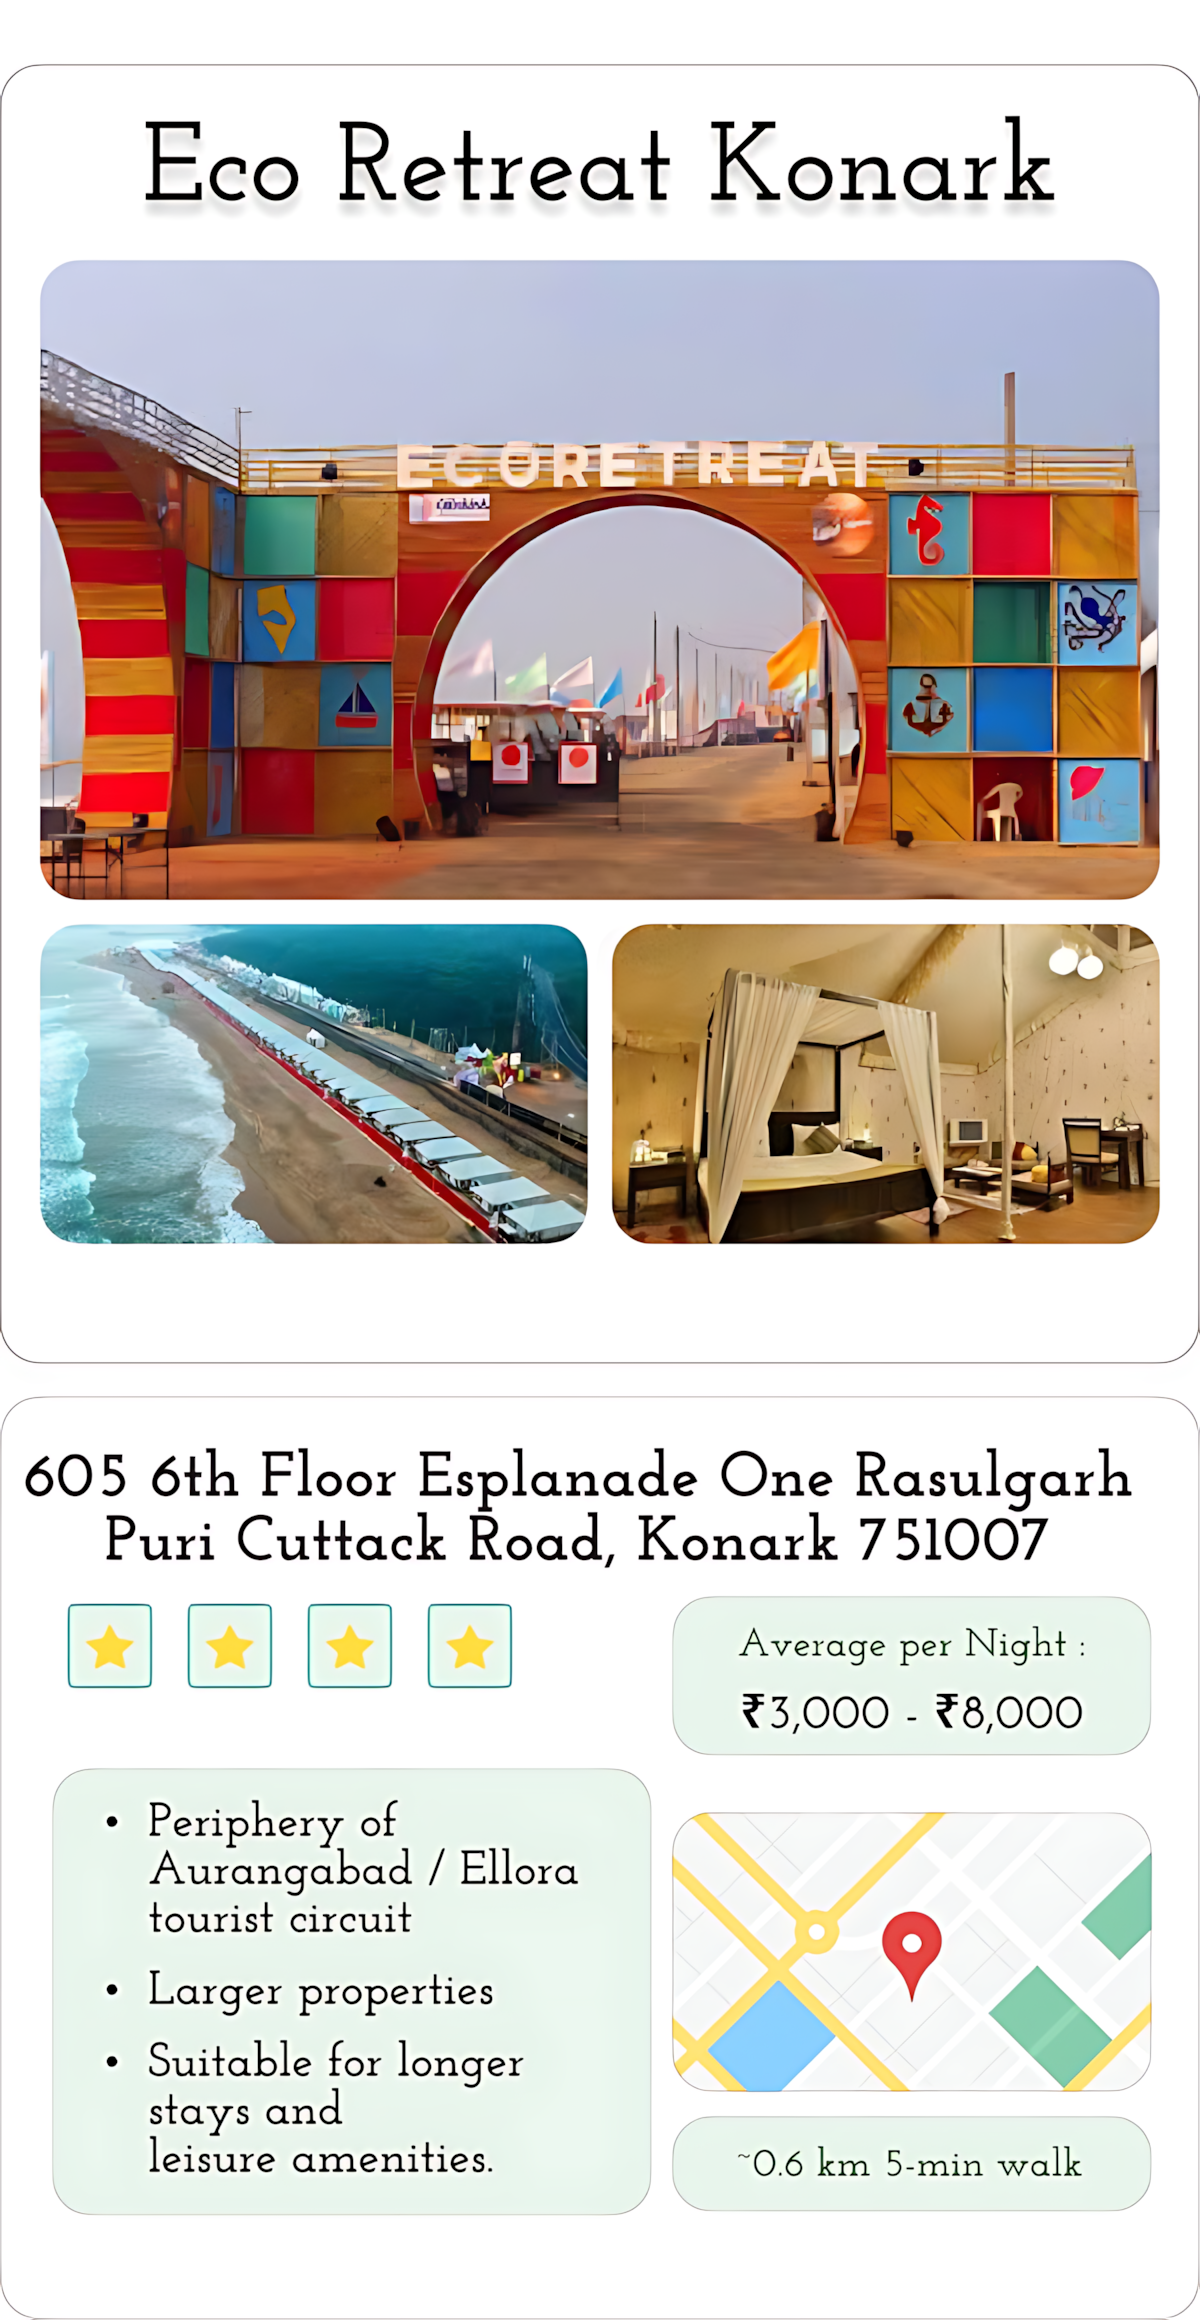 Eco Retreat Konark
ECORETREAT
605 6th Floor Esplanade One Rasulgarh
Puri Cuttack Road, Konark 751007
Average per Night :
₹3,000 - ₹8,000
• Periphery of
Aurangabad / Ellora
tourist circuit
• Larger properties
• Suitable for longer
stays and
leisure amenities.
~0.6 km 5-min walk